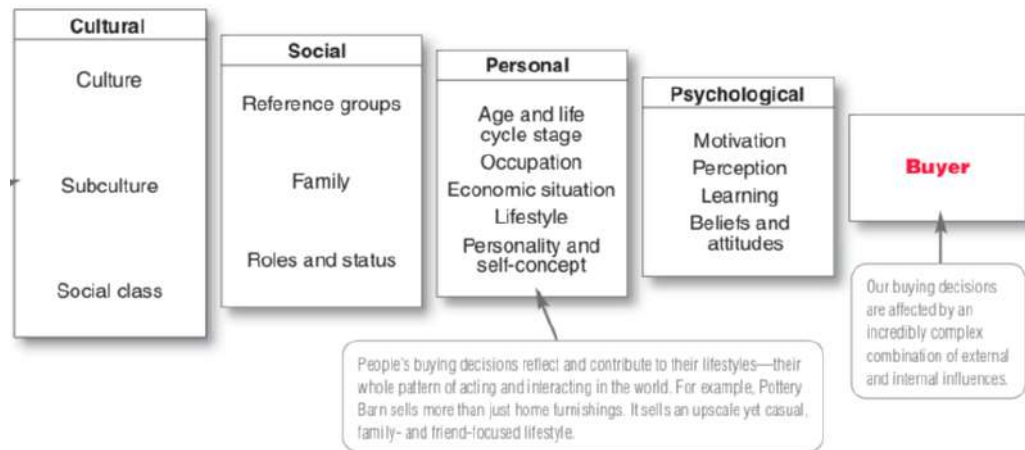 Cultural
Culture
Subculture
Social class
Social
Reference groups
Family
Roles and status
Personal
Age and life
cycle stage
Occupation
Economic situation
Lifestyle
Personality and
self-concept
Psychological
Motivation
Perception
Learning
Beliefs and
attitudes
Buyer
People's buying decisions reflect and contribute to their lifestyles—their
whole pattern of acting and interacting in the world. For example, Pottery
Barn sells more than just home furnishings. It sells an upscale yet casual,
family- and friend-focused lifestyle.
Our buying decisions
are affected by an
incredibly complex
combination of external
and internal influences.